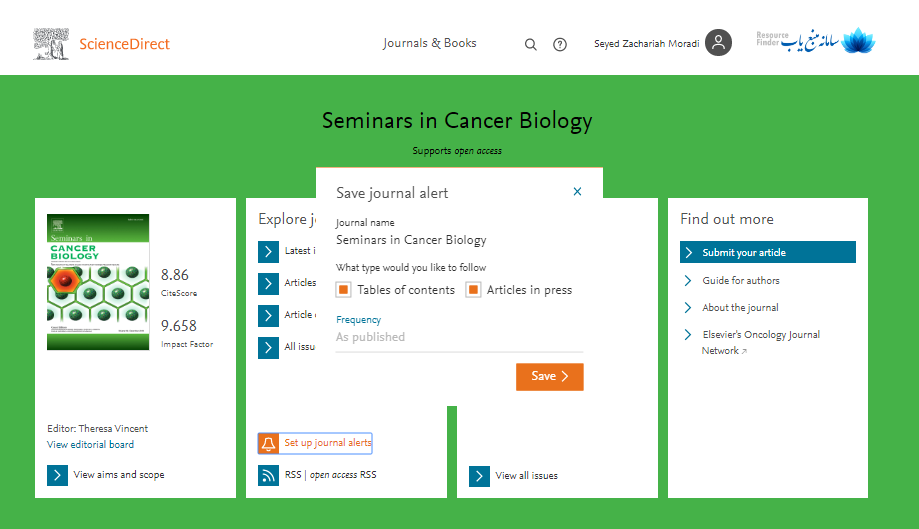 ScienceDirect
Journals & Books
Seyed Zachariah Moradi
Resource
Finder
سامانه منبع یاب
Seminars in Cancer Biology
Supports open access
Seminars in
CANCER
BIOLOGY
8.86
CiteScore
9.658
Impact Factor
Editor: Theresa Vincent
View editorial board
View aims and scope
Explore j
Latest i
Articles
Article
All issu
Set up journal alerts
RSS | open access RSS
Save journal alert
Journal name
Seminars in Cancer Biology
What type would you like to follow
Tables of contents
Articles in press
Frequency
As published
Save
View all issues
Find out more
Submit your article
Guide for authors
About the journal
Elsevier's Oncology Journal
Network